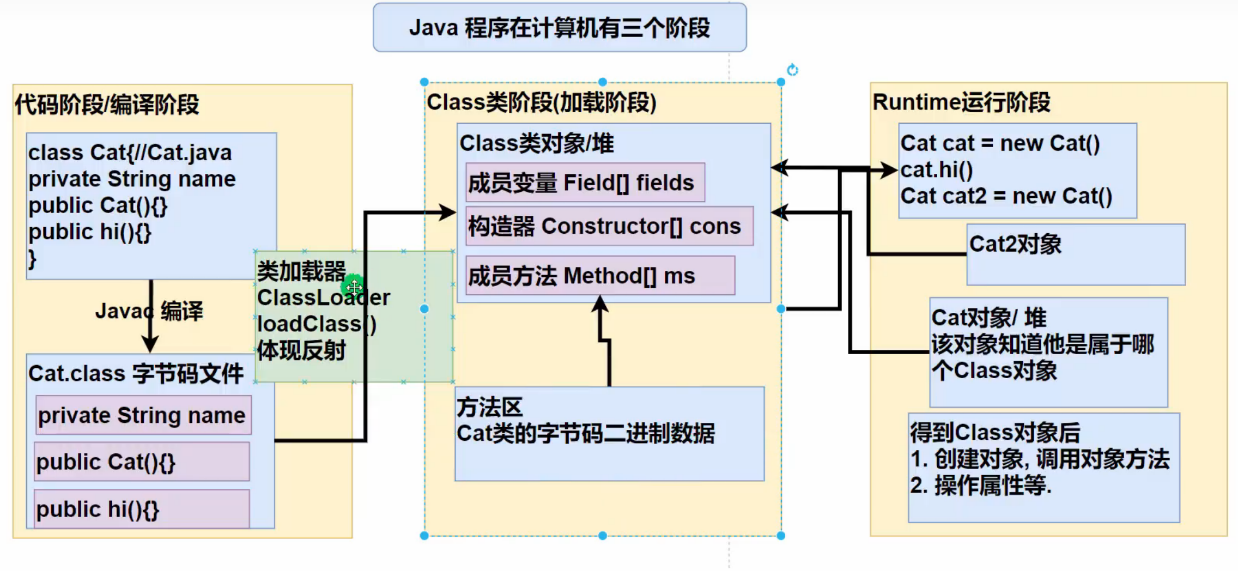 Java 程序在计算机有三个阶段
代码阶段/编译阶段
class Cat{//Cat.java
private String name
public Cat(){}
public hi(){}
}
Javac 编译
Cat.class 字节码文件
private String name
public Cat(){}
public hi(){}
类加载器
ClassLoader
loadClass()
体现反射
Class类阶段(加载阶段)
Class类对象/堆
成员变量 Field[] fields
构造器 Constructor[] cons
成员方法 Method[] ms
方法区
Cat类的字节码二进制数据
Runtime运行阶段
Cat cat = new Cat()
cat.hi()
Cat cat2 = new Cat()
Cat2对象
Cat对象/ 堆
该对象知道他是属于哪
个Class对象
得到Class对象后
1. 创建对象, 调用对象方法
2. 操作属性等.